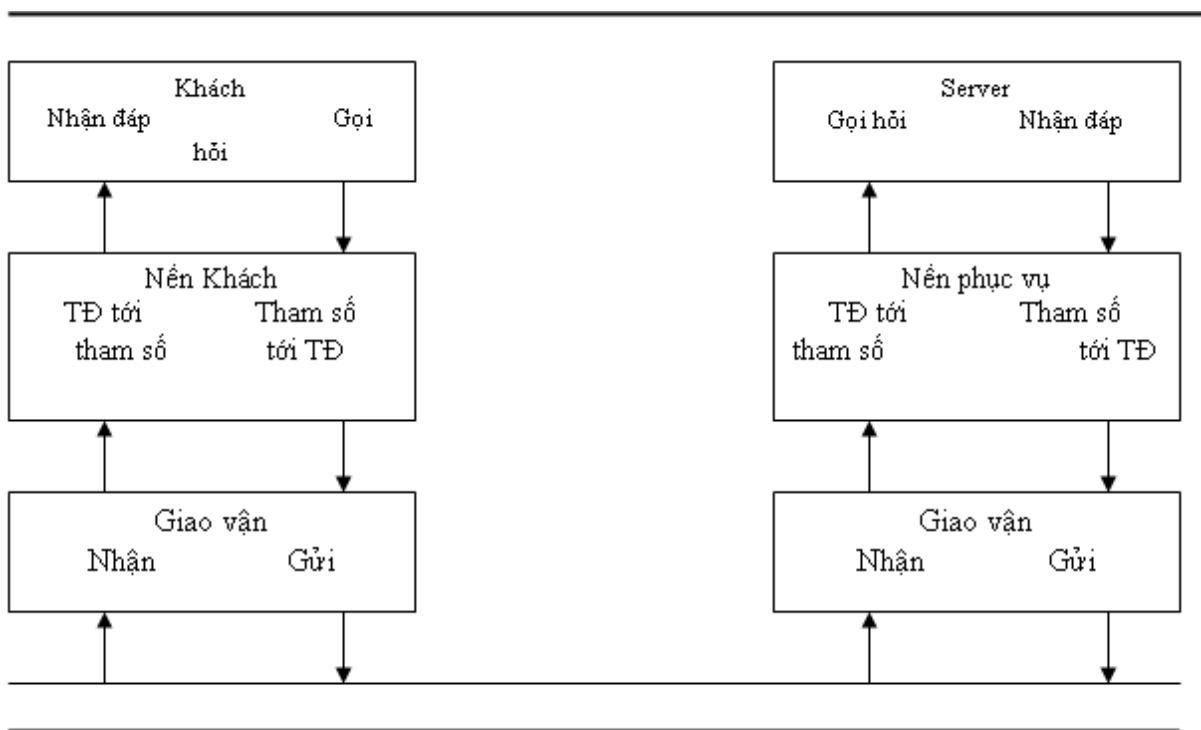 Khách
Nhận đáp Gọi
hỏi
Server
Gọi hỏi Nhận đáp
Nền Khách
TĐ tới Tham số
tham số tới TĐ
Nền phục vụ
TĐ tới Tham số
tham số tới TĐ
Giao vận
Nhận Gửi
Giao vận
Nhận Gửi